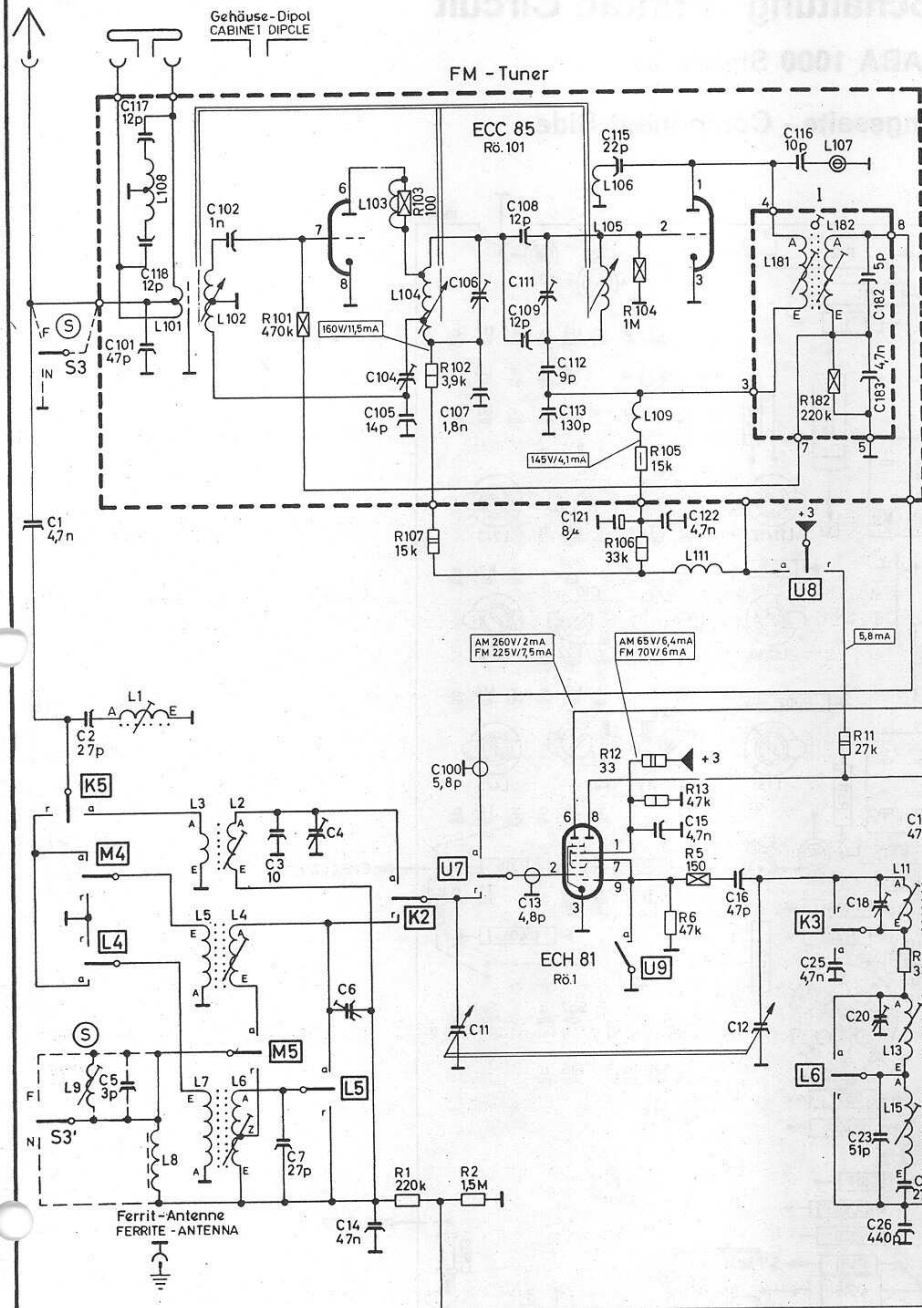 Gehäuse-Dipol
CABINET DIPCLE
FM - Tuner
C117
12p
L108
C118
12p
L101
C101
47p
F
S
S3
IN
C102
1n
L102
R101
470k
7
6
8
L103
R103
100
ECC 85
Rö.101
L104
C106
160V/11,5mA
R102
3,9k
C104
C105
14p
C107
1,8n
C108
12p
C111
C109
12p
C112
9p
C113
130p
145V/4,1mA
C115
22p
L106
L105
2
R104
1M
1
3
L109
R105
15k
C116
10p
L107
4
I
8
L182
L181
A
A
E
E
5p
C182
4,7n
C183
3
R182
220k
7
5
C1
4,7n
R107
15k
C121
8µ
C122
4,7n
R106
33k
L111
+3
a
r
U8
AM 260V/2mA
FM 225V/7,5mA
AM 65V/6,4mA
FM 70V/6mA
5,8mA
L1
A
E
C2
27p
C100
5,8p
R12
33
+3
R11
27k
K5
r
a
R13
47k
C15
4,7n
L3
L2
A
A
E
C3
10
C4
a
6
8
1
2
7
9
3
a
M4
U7
r
C13
4,8p
R5
150
C16
47p
L11
A
E
C18
r
K3
a
K2
r
r
L4
a
L5
L4
E
A
A
E
a
ECH 81
Rö.1
a
U9
R6
47k
C25
4,7n
C20
A
L13
E
C6
C11
C12
S
M5
r
a
L5
r
a
L6
r
L9
C5
3p
F
N
S3'
L8
L7
L6
E
A
A
Z
E
C7
27p
A
L15
E
C23
51p
R1
220k
R2
1,5M
C14
47n
C26
440p
Ferrit-Antenne
FERRITE - ANTENNA